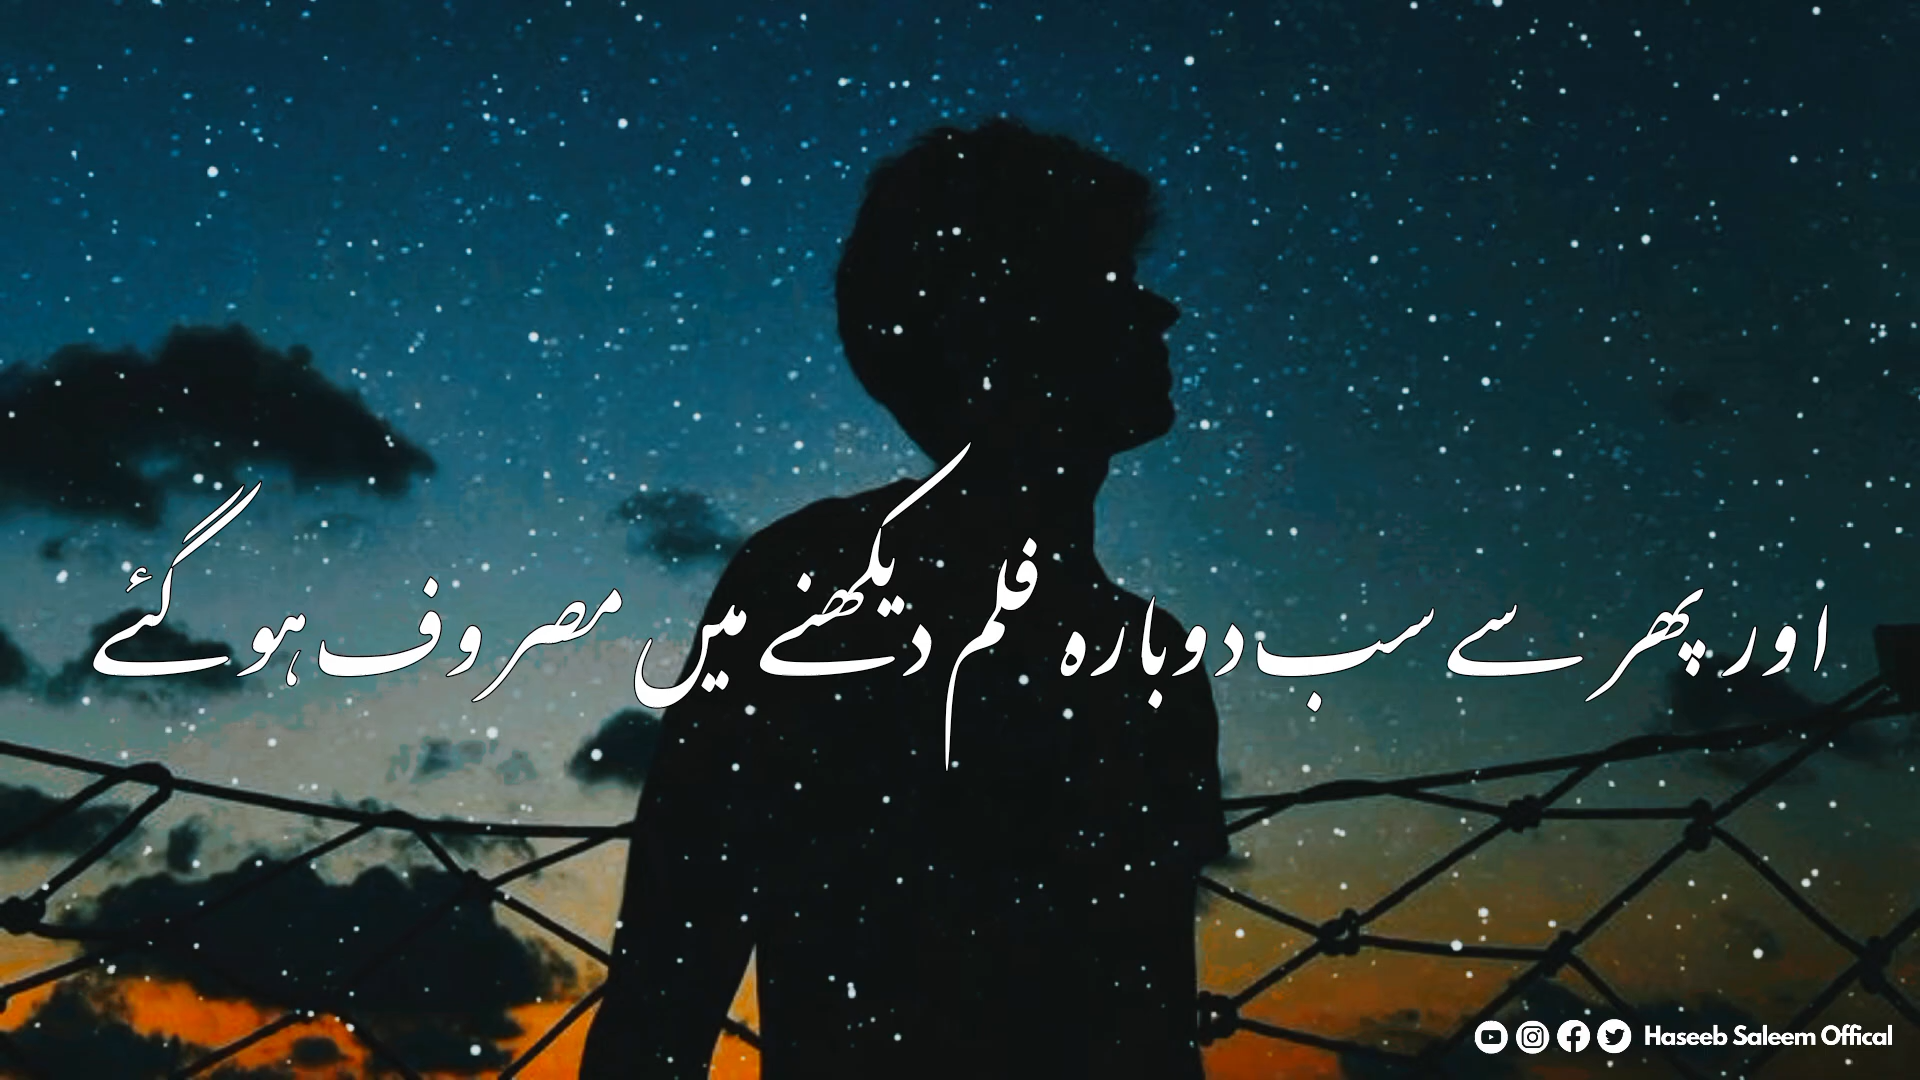 اور پھر سے سب دوبارہ فلم دیکھنے میں مصروف ہو گئے
Haseeb Saleem Offical